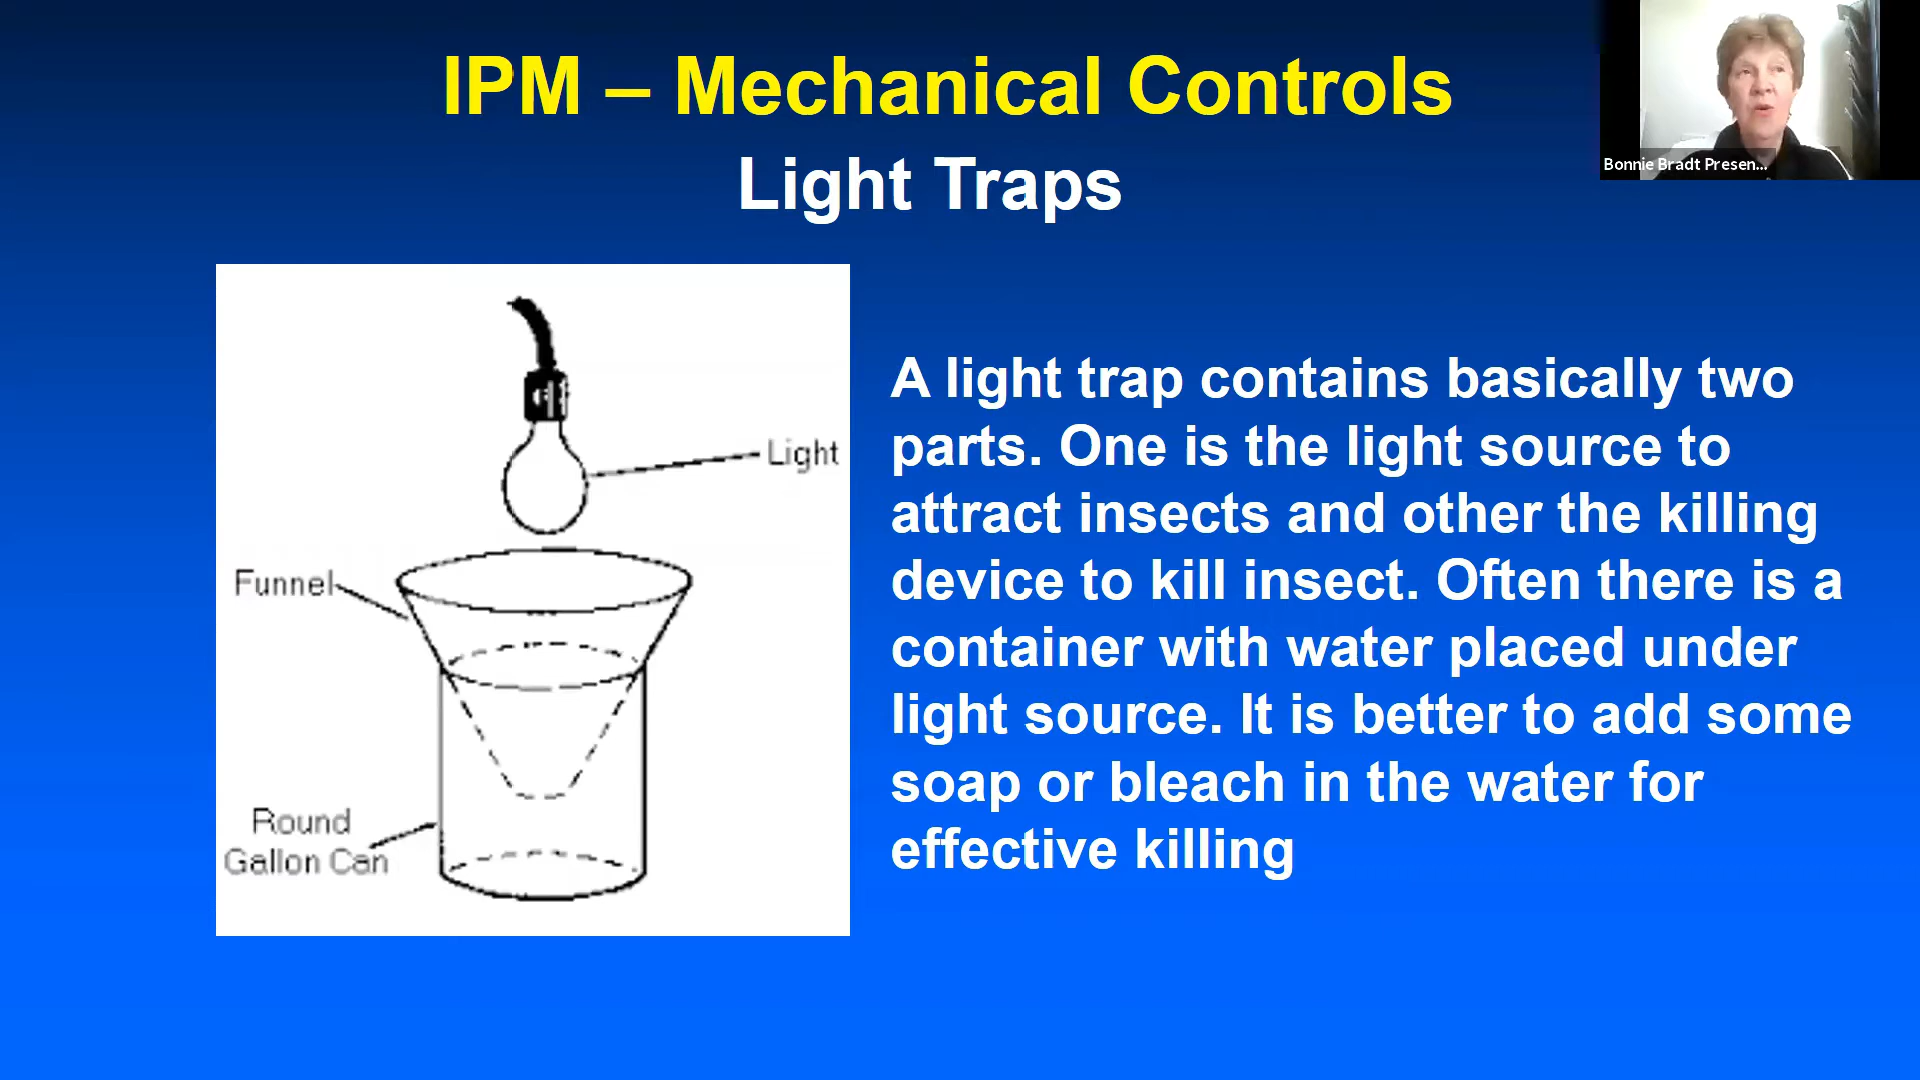 IPM – Mechanical Controls
Light Traps
Bonnie Bradt Presen...
Light
Funnel
Round
Gallon Can
A light trap contains basically two
parts. One is the light source to
attract insects and other the killing
device to kill insect. Often there is a
container with water placed under
light source. It is better to add some
soap or bleach in the water for
effective killing